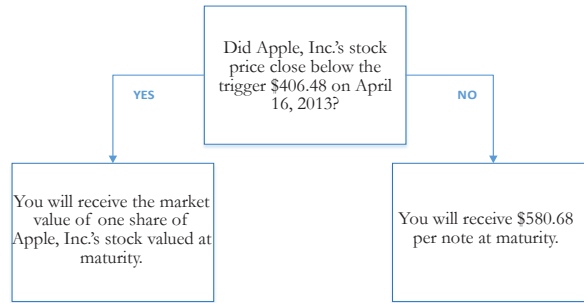 Did Apple, Inc.'s stock
price close below the
trigger $406.48 on April
16, 2013?
YES
NO
You will receive the market
value of one share of
Apple, Inc.'s stock valued at
maturity.
You will receive $580.68
per note at maturity.